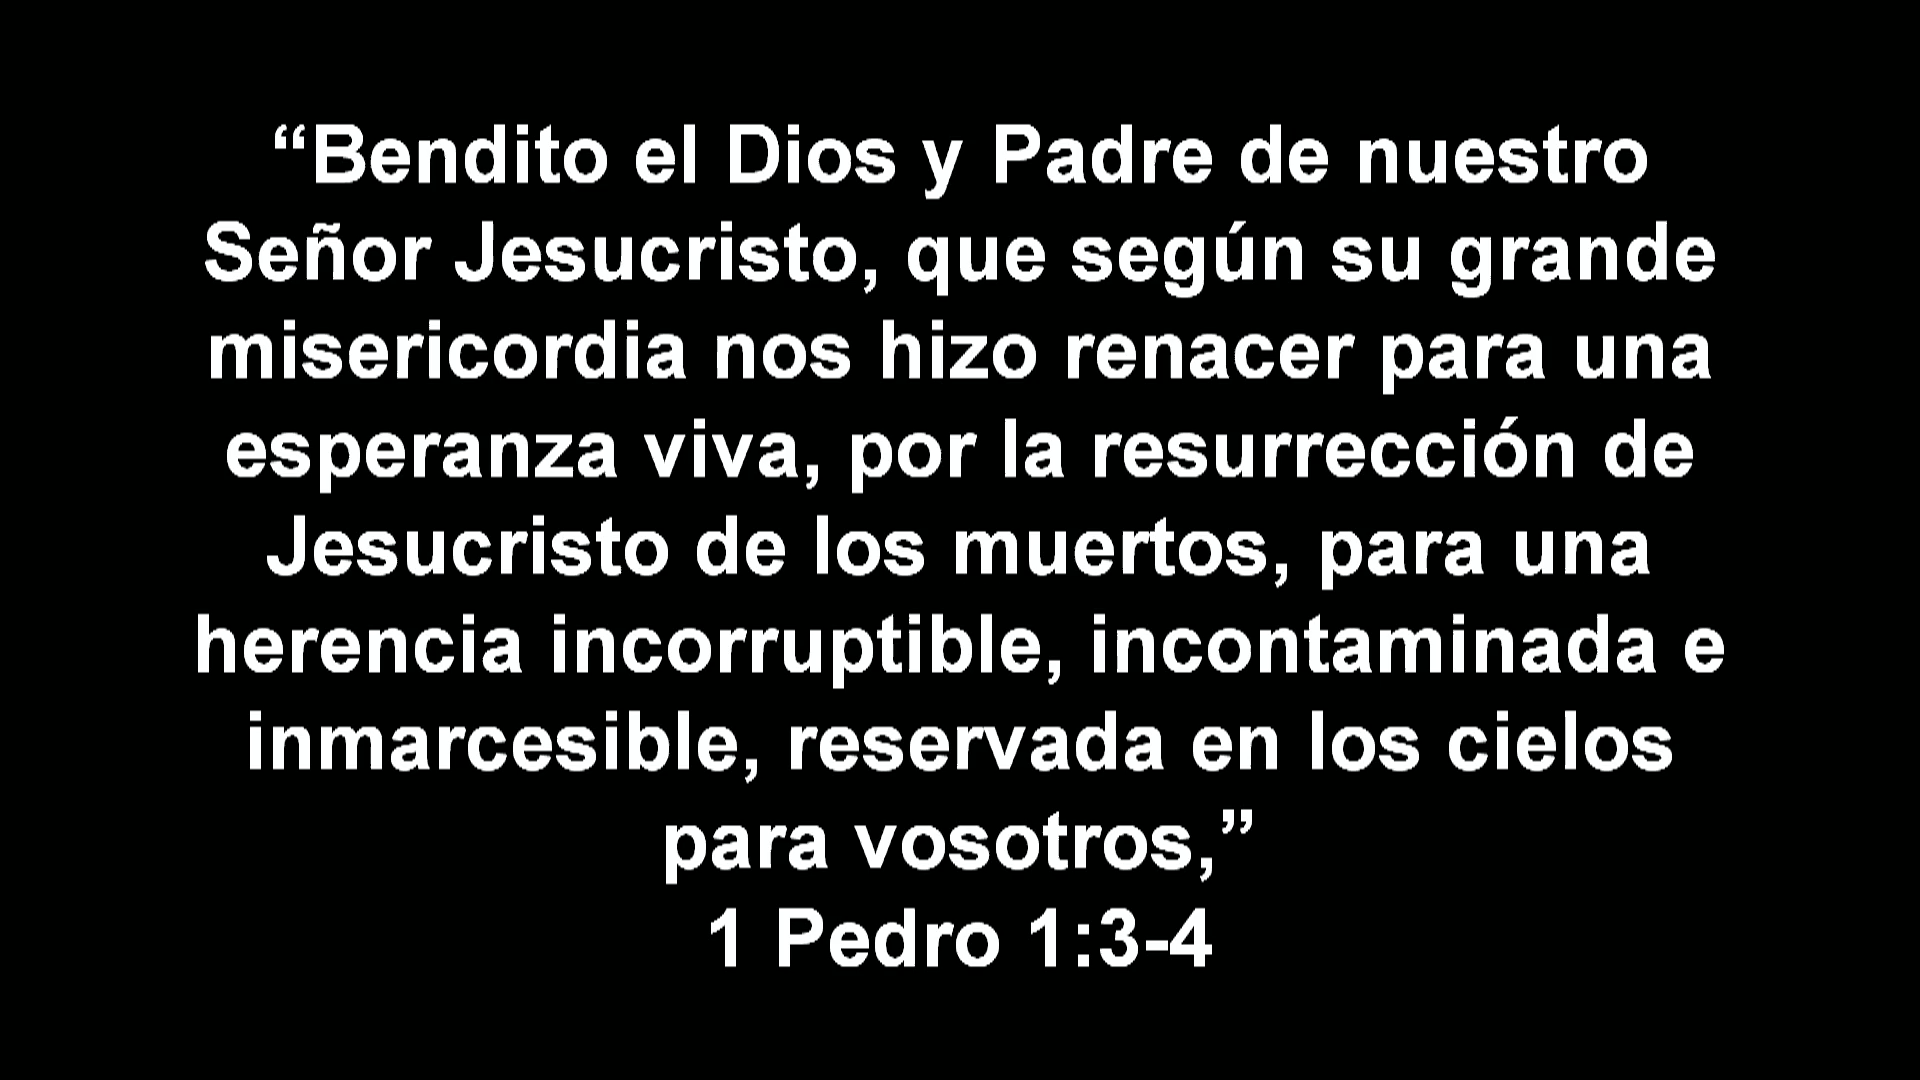 “Bendito el Dios y Padre de nuestro
Señor Jesucristo, que según su grande
misericordia nos hizo renacer para una
esperanza viva, por la resurrección de
Jesucristo de los muertos, para una
herencia incorruptible, incontaminada e
inmarcesible, reservada en los cielos
para vosotros,”
1 Pedro 1:3-4